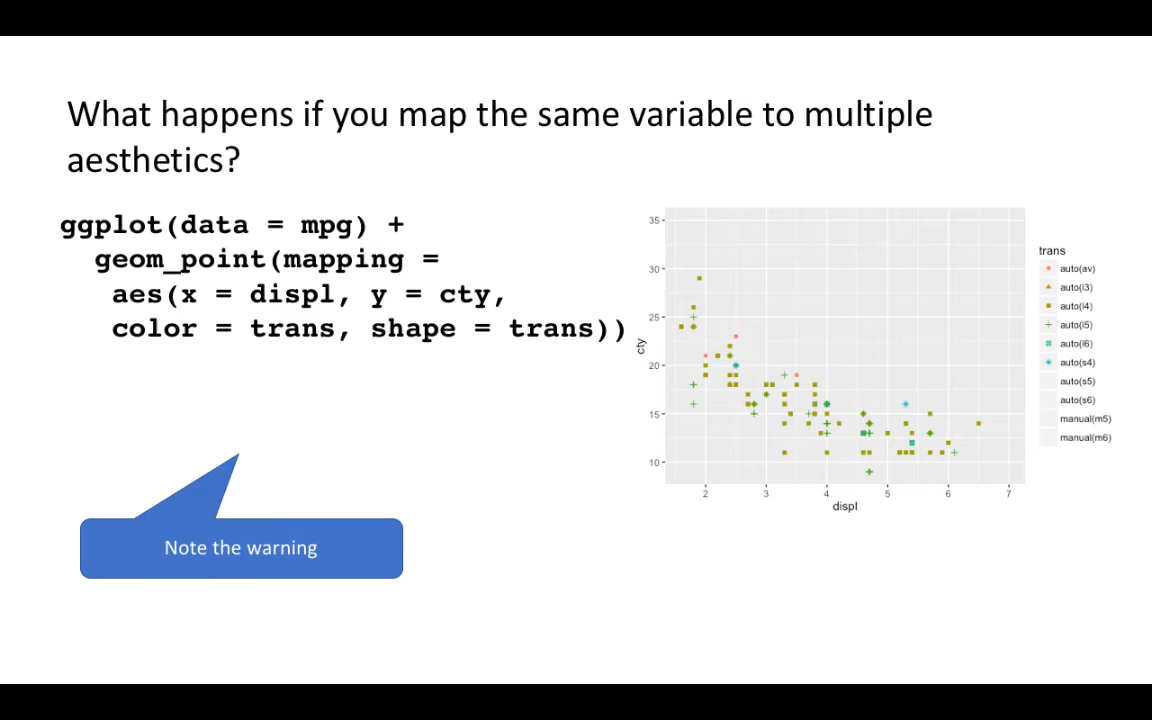 What happens if you map the same variable to multiple
aesthetics?
ggplot(data = mpg) +
geom_point(mapping =
aes(x = displ, y = cty,
color = trans, shape = trans))
Note the warning
35
30
25
20
15
10
cty
2 3 4 5 6 7
displ
trans
auto(av)
auto(l3)
auto(l4)
auto(l5)
auto(l6)
auto(s4)
auto(s5)
auto(s6)
manual(m5)
manual(m6)